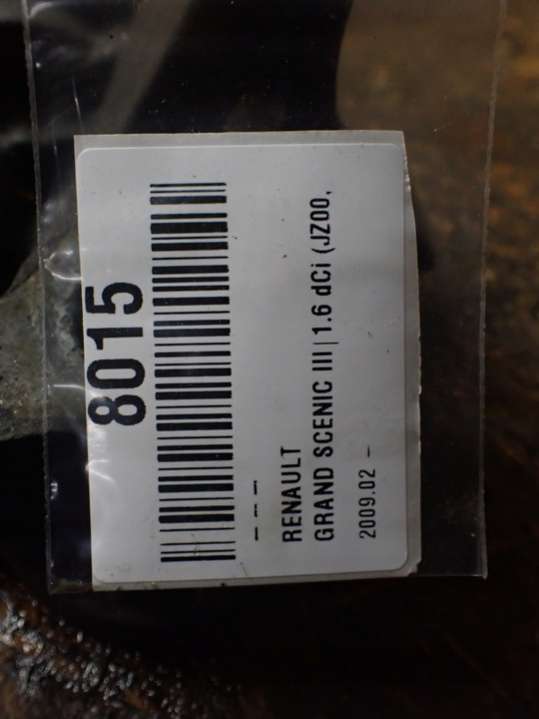 8015
– – –
RENAULT
GRAND SCENIC III | 1.6 dCi (JZ00,
2009.02 –